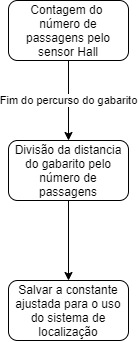 Contagem do
número de
passagens pelo
sensor Hall
Fim do percurso do gabarito
Divisão da distancia
do gabarito pelo
número de
passagens
Salvar a constante
ajustada para o uso
do sistema de
localização